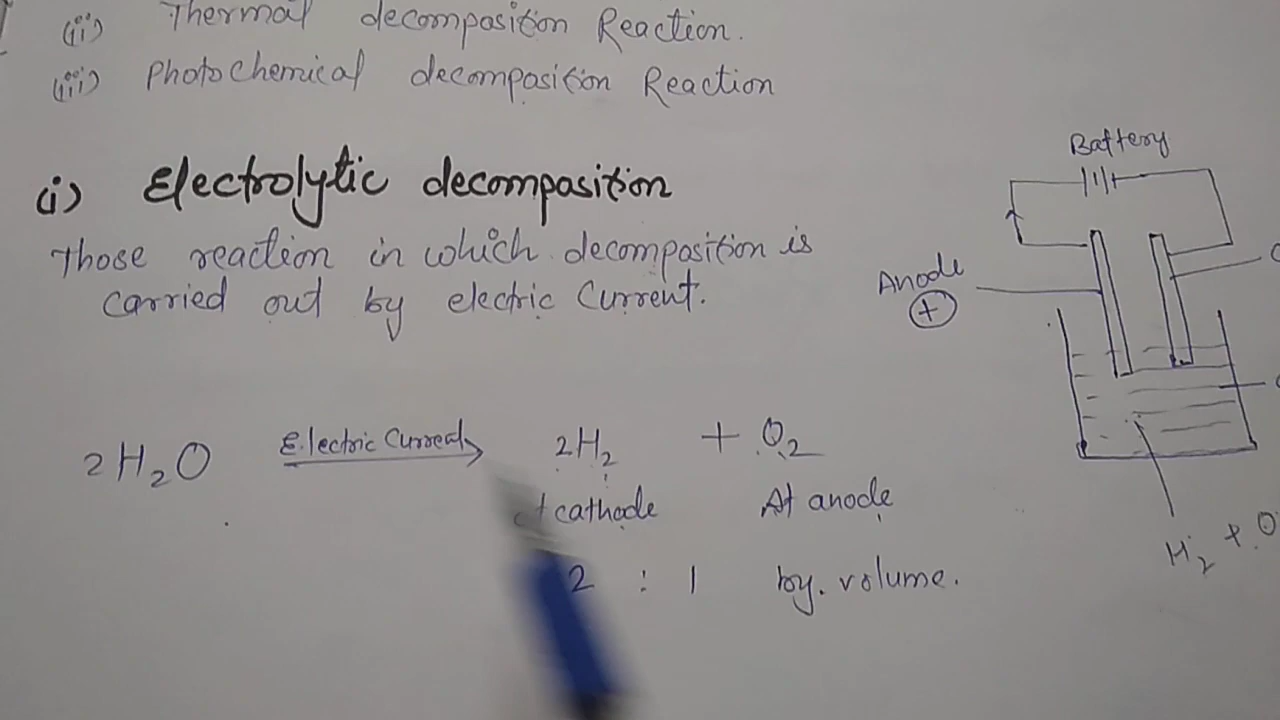 (ii) Thermal decomposition Reaction.
(iii) Photochemical decomposition Reaction
(i) Electrolytic decomposition
Those reaction in which decomposition is
carried out by electric current.
2H₂O Electric Current → 2H₂ + O₂
At cathode At anode
2 : 1 by. volume.
Battery
Anode
+
H₂ + O